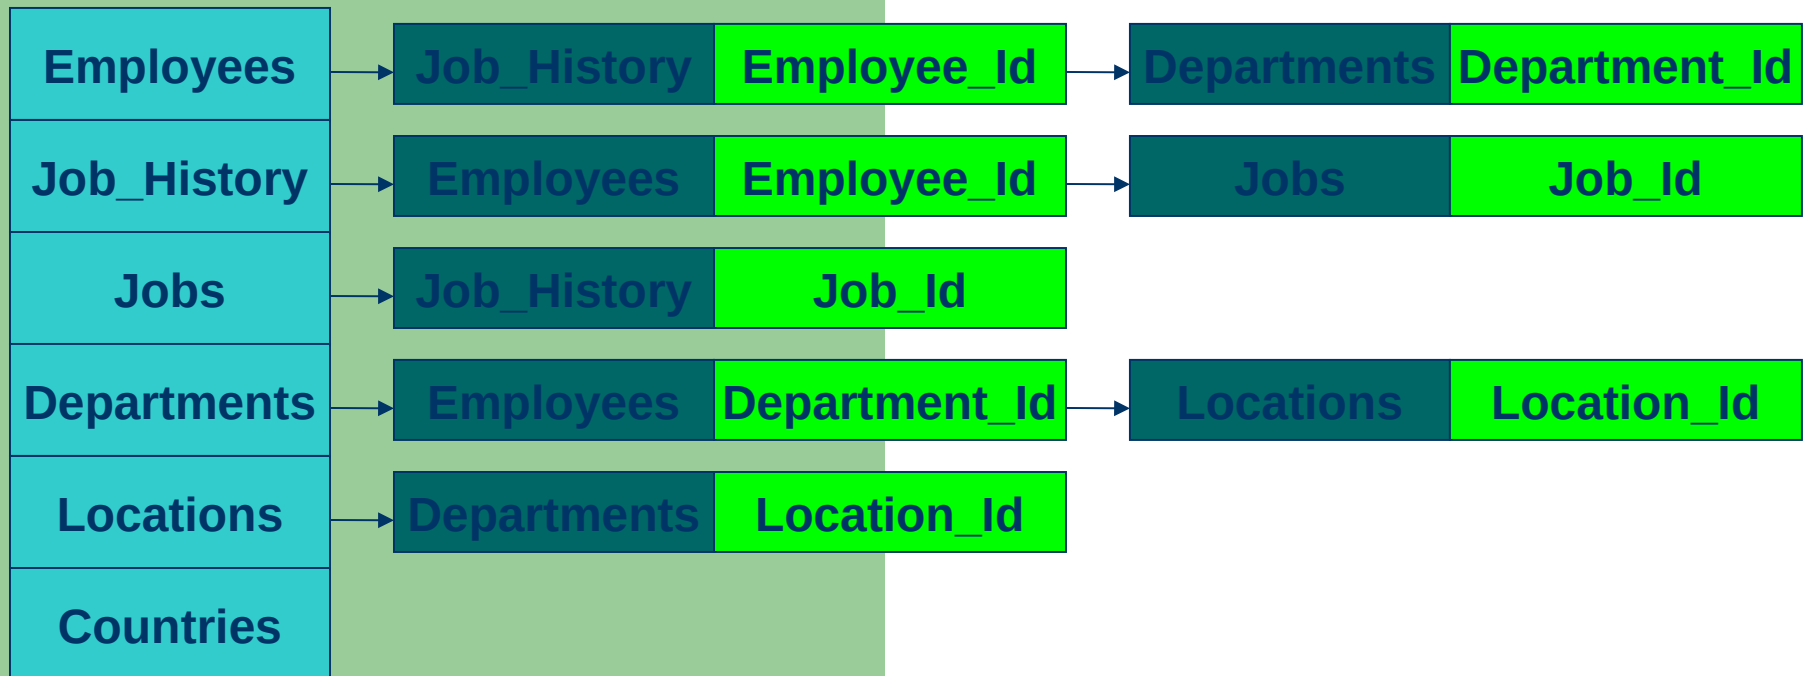 Employees Job_History Employee_Id Departments Department_Id
Job_History Employees Employee_Id Jobs Job_Id
Jobs Job_History Job_Id
Departments Employees Department_Id Locations Location_Id
Locations Departments Location_Id
Countries